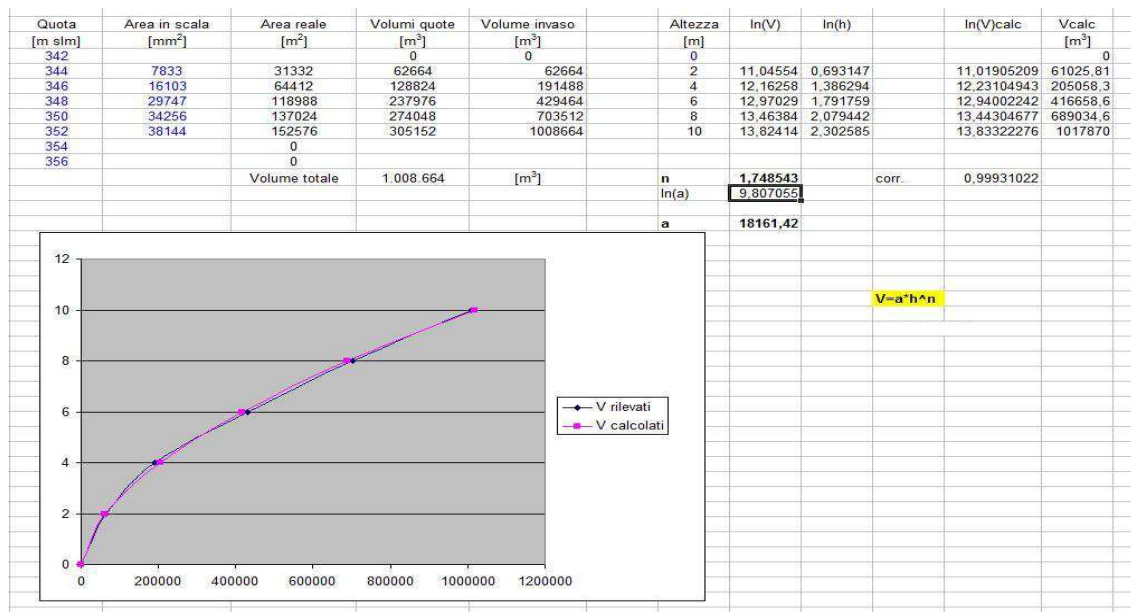 Quota Area in scala Area reale Volumi quote Volume invaso Altezza ln(V) ln(h) ln(V)calc Vcalc
[m slm] [mm²] [m²] [m³] [m³] [m] [m³]
342 0 0 0 0
344 7833 31332 62664 62664 2 11,04554 0,693147 11,01905209 61025,81
346 16103 64412 128824 191488 4 12,16258 1,386294 12,23104943 205058,3
348 29747 118988 237976 429464 6 12,97029 1,791759 12,94002242 416658,6
350 34256 137024 274048 703512 8 13,46384 2,079442 13,44304677 689034,6
352 38144 152576 305152 1008664 10 13,82414 2,302585 13,83322276 1017870
354 0
356 0
Volume totale 1.008.664 [m³] n 1,748543 corr. 0,99931022
ln(a) 9,807055
a 18161,42
V=a*h^n
12
10
8
6
4
2
0
0 200000 400000 600000 800000 1000000 1200000
V rilevati
V calcolati